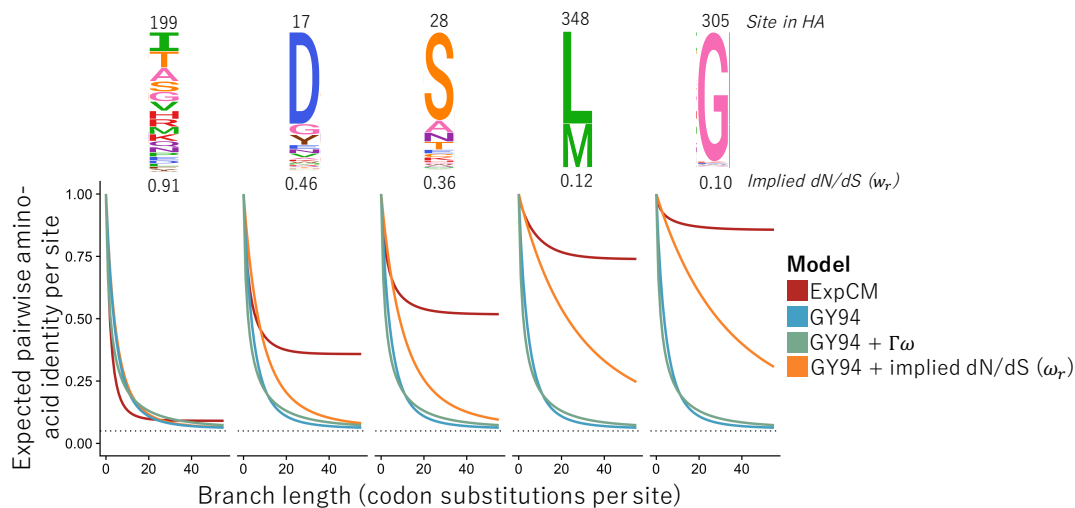 199 17 28 348 305 Site in HA
I D S L G
T G A M
A Y N
S T
G
V
0.91 0.46 0.36 0.12 0.10 Implied dN/dS (w_r)
Expected pairwise amino-
acid identity per site
1.00
0.75
0.50
0.25
0.00
0 20 40 0 20 40 0 20 40 0 20 40 0 20 40
Branch length (codon substitutions per site)
Model
ExpCM
GY94
GY94 + Γω
GY94 + implied dN/dS (ω_r)